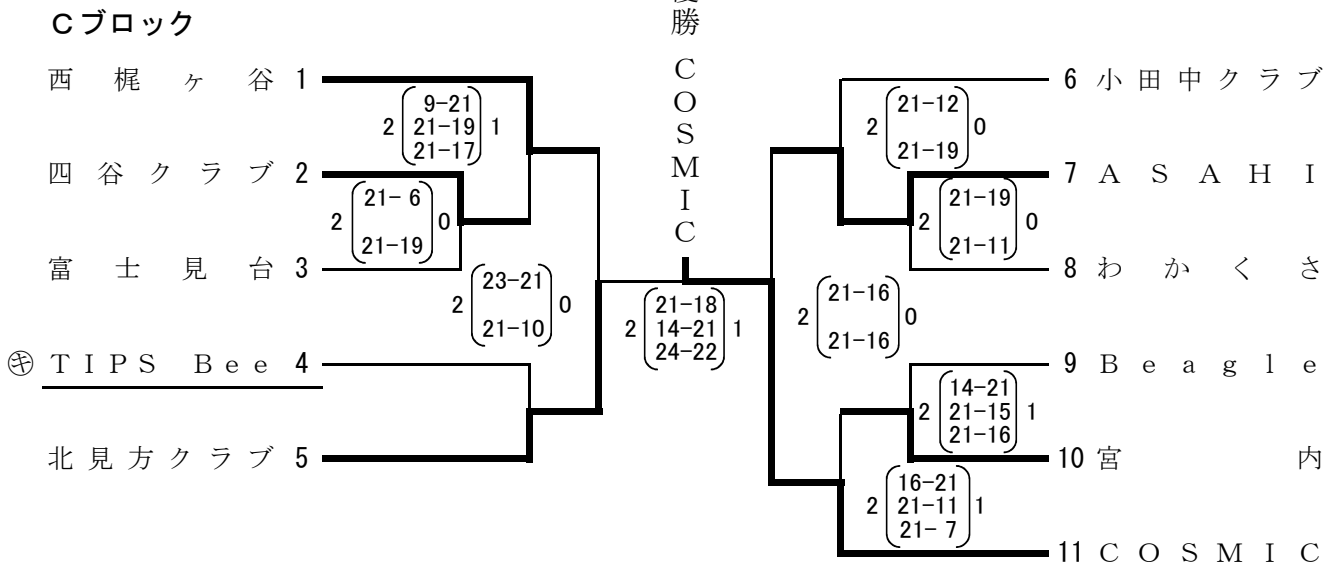 Cブロック
勝
COSMIC
西梶ヶ谷 1
9-21
2 21-19 1
21-17
四谷クラブ 2
21- 6
2 0
21-19
富士見台 3
23-21
2 0
21-10
㋖ TIPS Bee 4
北見方クラブ 5
21-18
2 14-21 1
24-22
6 小田中クラブ
21-12
2 0
21-19
7 ASAHI
21-19
2 0
21-11
8 わかくさ
21-16
2 0
21-16
9 Beagle
14-21
2 21-15 1
21-16
10 宮内
16-21
2 21-11 1
21- 7
11 COSMIC